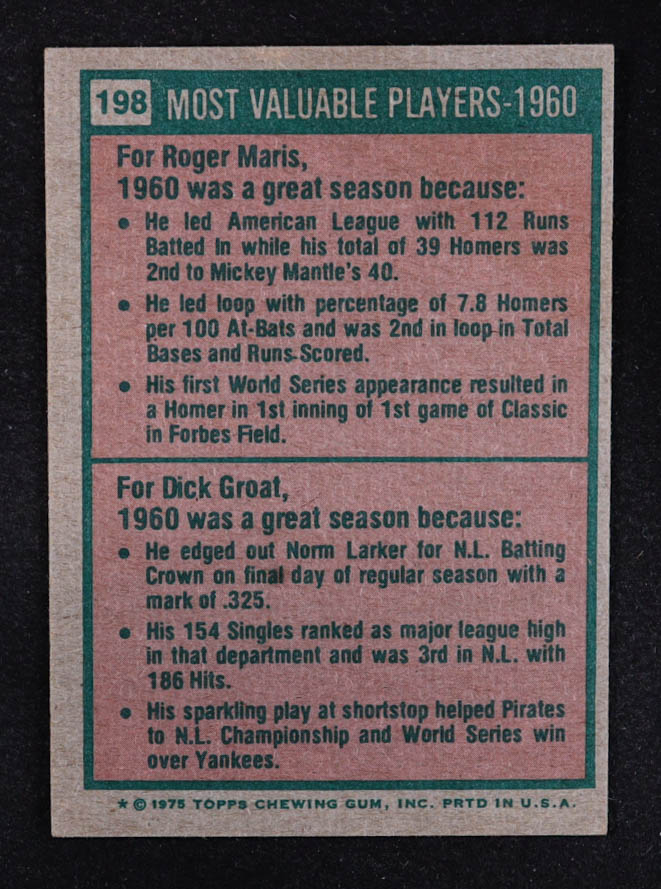 198 MOST VALUABLE PLAYERS-1960
For Roger Maris,
1960 was a great season because:
• He led American League with 112 Runs
Batted In while his total of 39 Homers was
2nd to Mickey Mantle's 40.
• He led loop with percentage of 7.8 Homers
per 100 At-Bats and was 2nd in loop in Total
Bases and Runs Scored.
• His first World Series appearance resulted in
a Homer in 1st inning of 1st game of Classic
in Forbes Field.
For Dick Groat,
1960 was a great season because:
• He edged out Norm Larker for N.L. Batting
Crown on final day of regular season with a
mark of .325.
• His 154 Singles ranked as major league high
in that department and was 3rd in N.L. with
186 Hits.
• His sparkling play at shortstop helped Pirates
to N.L. Championship and World Series win
over Yankees.
* © 1975 TOPPS CHEWING GUM, INC. PRTD IN U.S.A.